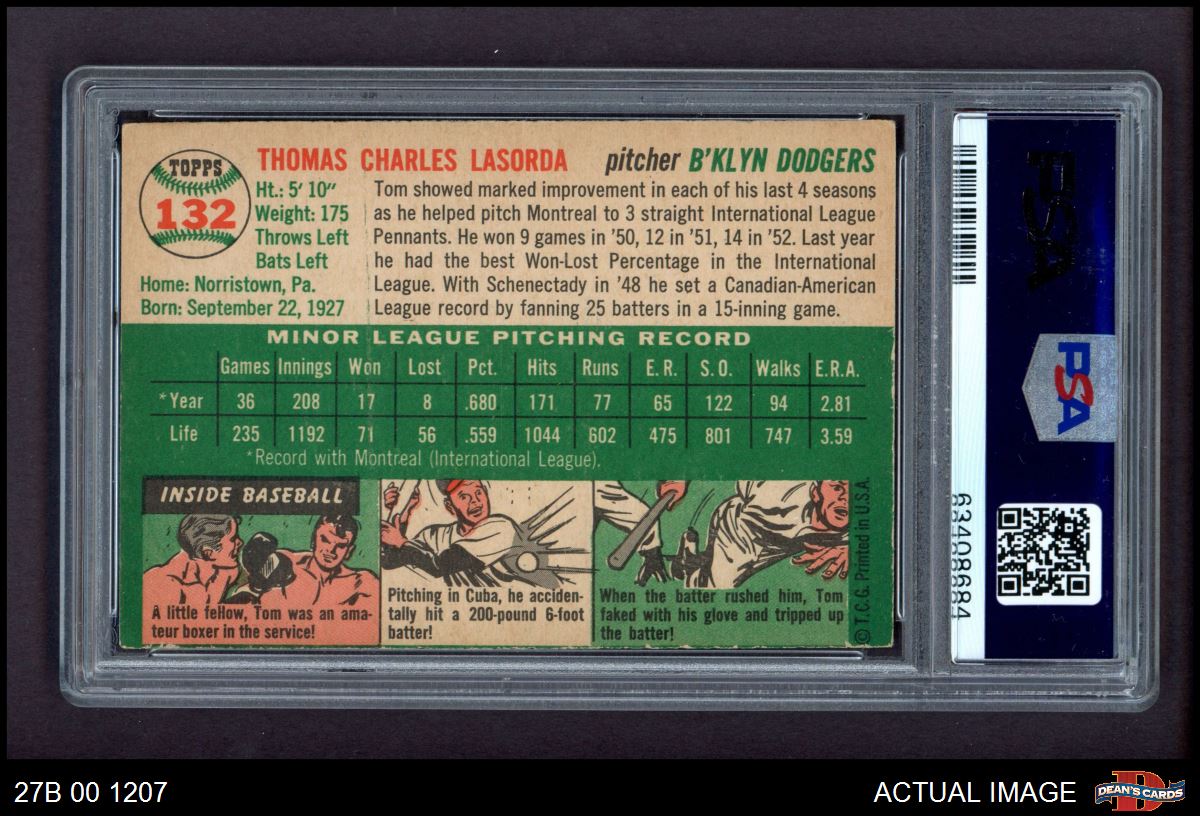 TOPPS
132
THOMAS CHARLES LASORDA pitcher B'KLYN DODGERS
Ht.: 5' 10"
Weight: 175
Throws Left
Bats Left
Home: Norristown, Pa.
Born: September 22, 1927
Tom showed marked improvement in each of his last 4 seasons
as he helped pitch Montreal to 3 straight International League
Pennants. He won 9 games in '50, 12 in '51, 14 in '52. Last year
he had the best Won-Lost Percentage in the International
League. With Schenectady in '48 he set a Canadian-American
League record by fanning 25 batters in a 15-inning game.
MINOR LEAGUE PITCHING RECORD
Games Innings Won Lost Pct. Hits Runs E.R. S.O. Walks E.R.A.
*Year 36 208 17 8 .680 171 77 65 122 94 2.81
Life 235 1192 71 56 .559 1044 602 475 801 747 3.59
*Record with Montreal (International League).
INSIDE BASEBALL
A little fellow, Tom was an ama-
teur boxer in the service!
Pitching in Cuba, he acciden-
tally hit a 200-pound 6-foot
batter!
When the batter rushed him, Tom
faked with his glove and tripped up
the batter!
© T.C.G. Printed in U.S.A.
PSA
PSA
63408684
27B 00 1207
ACTUAL IMAGE
DEAN'S CARDS